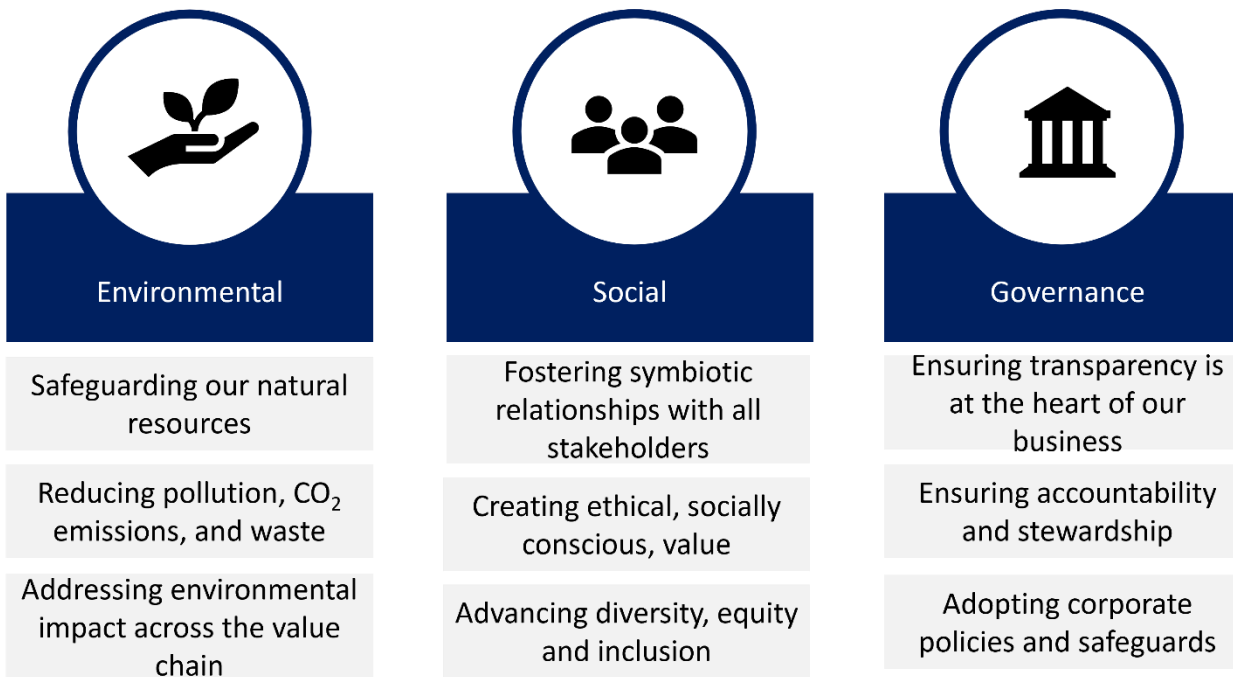 Environmental
Safeguarding our natural
resources
Reducing pollution, CO₂
emissions, and waste
Addressing environmental
impact across the value
chain
Social
Fostering symbiotic
relationships with all
stakeholders
Creating ethical, socially
conscious, value
Advancing diversity, equity
and inclusion
Governance
Ensuring transparency is
at the heart of our
business
Ensuring accountability
and stewardship
Adopting corporate
policies and safeguards